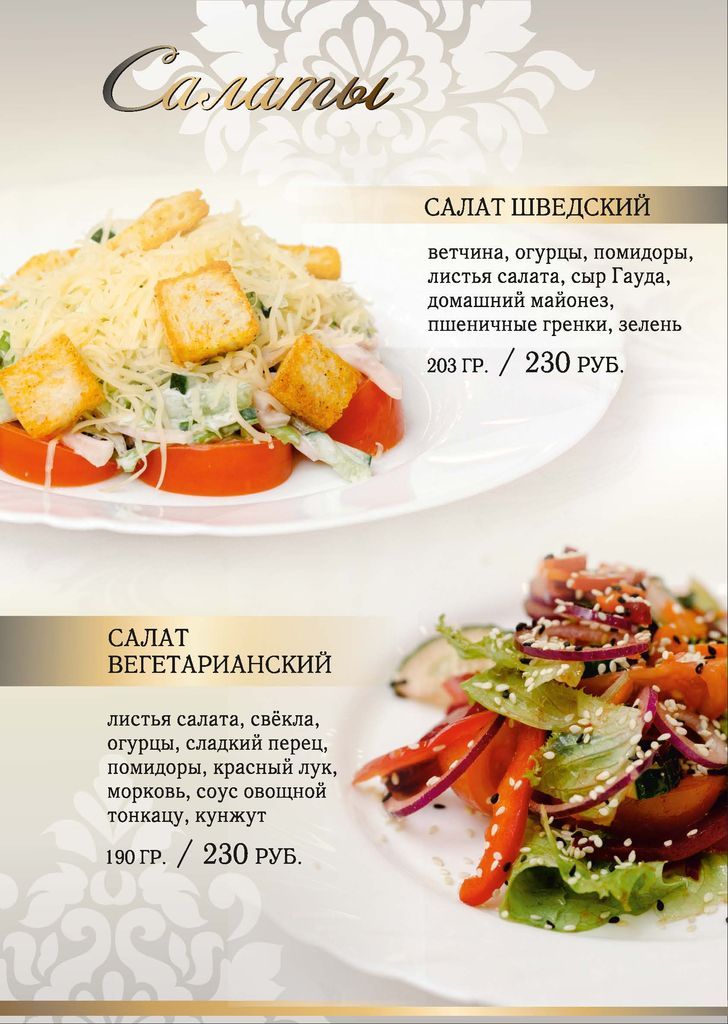 Салаты
САЛАТ ШВЕДСКИЙ
ветчина, огурцы, помидоры,
листья салата, сыр Гауда,
домашний майонез,
пшеничные гренки, зелень
203 ГР. / 230 РУБ.
САЛАТ
ВЕГЕТАРИАНСКИЙ
листья салата, свёкла,
огурцы, сладкий перец,
помидоры, красный лук,
морковь, соус овощной
тонкацу, кунжут
190 ГР. / 230 РУБ.